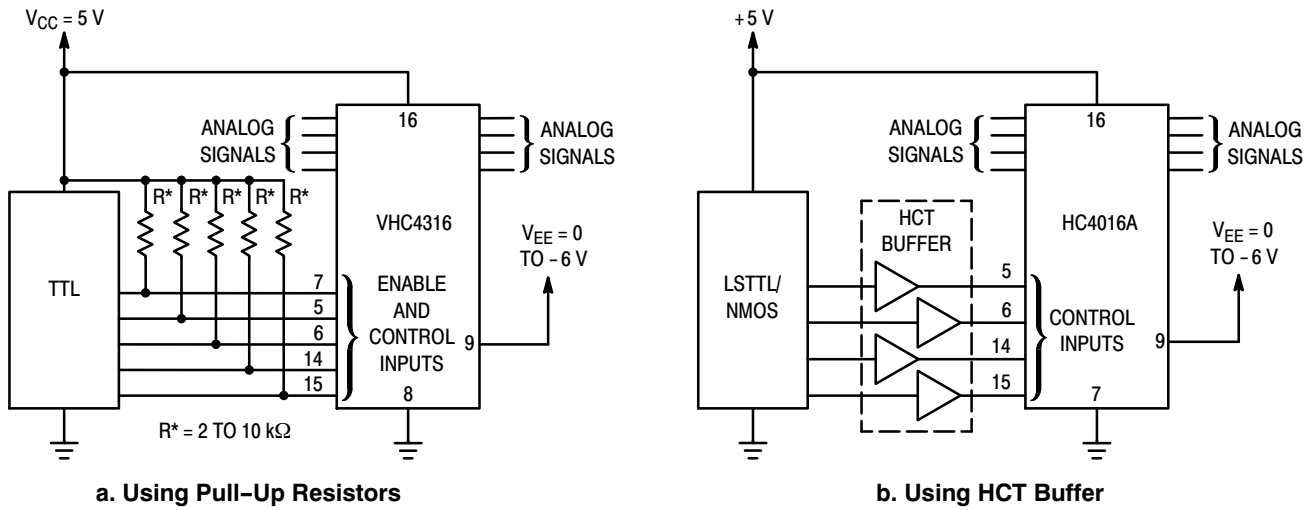 V_CC = 5 V
16
ANALOG
SIGNALS
ANALOG
SIGNALS
R* R* R* R* R*
VHC4316
V_EE = 0
TO −6 V
TTL
7
5
6
14
15
ENABLE
AND
CONTROL
INPUTS
9
8
R* = 2 TO 10 kΩ
a. Using Pull−Up Resistors
+5 V
16
ANALOG
SIGNALS
ANALOG
SIGNALS
HCT
BUFFER
HC4016A
V_EE = 0
TO −6 V
LSTTL/
NMOS
5
6
14
15
CONTROL
INPUTS
9
7
b. Using HCT Buffer